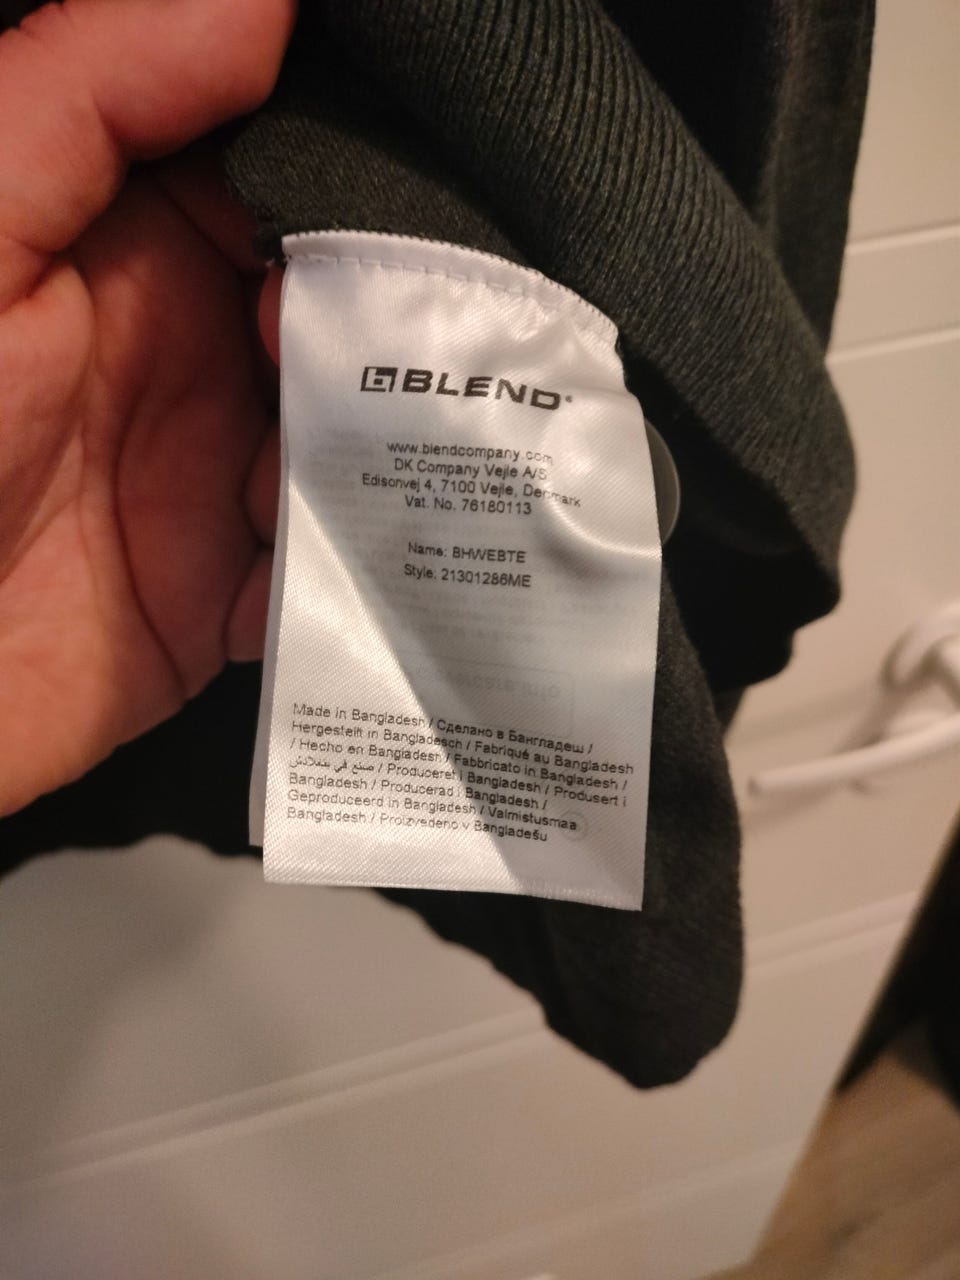 BLEND®
www.blendcompany.com
DK Company Vejle A/S
Edisonvej 4, 7100 Vejle, Denmark
Vat. No. 76180113
Name: BHWEBTE
Style: 21301286ME
Made in Bangladesh / Сделано в Бангладеш /
Hergestellt in Bangladesch / Fabriqué au Bangladesh
/ Hecho en Bangladesh / Fabbricato in Bangladesh /
صنع في بنغلادش / Produceret i Bangladesh / Produsert i
Bangladesh / Producerad i Bangladesh /
Geproduceerd in Bangladesh / Valmistusmaa
Bangladesh / Proizvedeno v Bangladešu